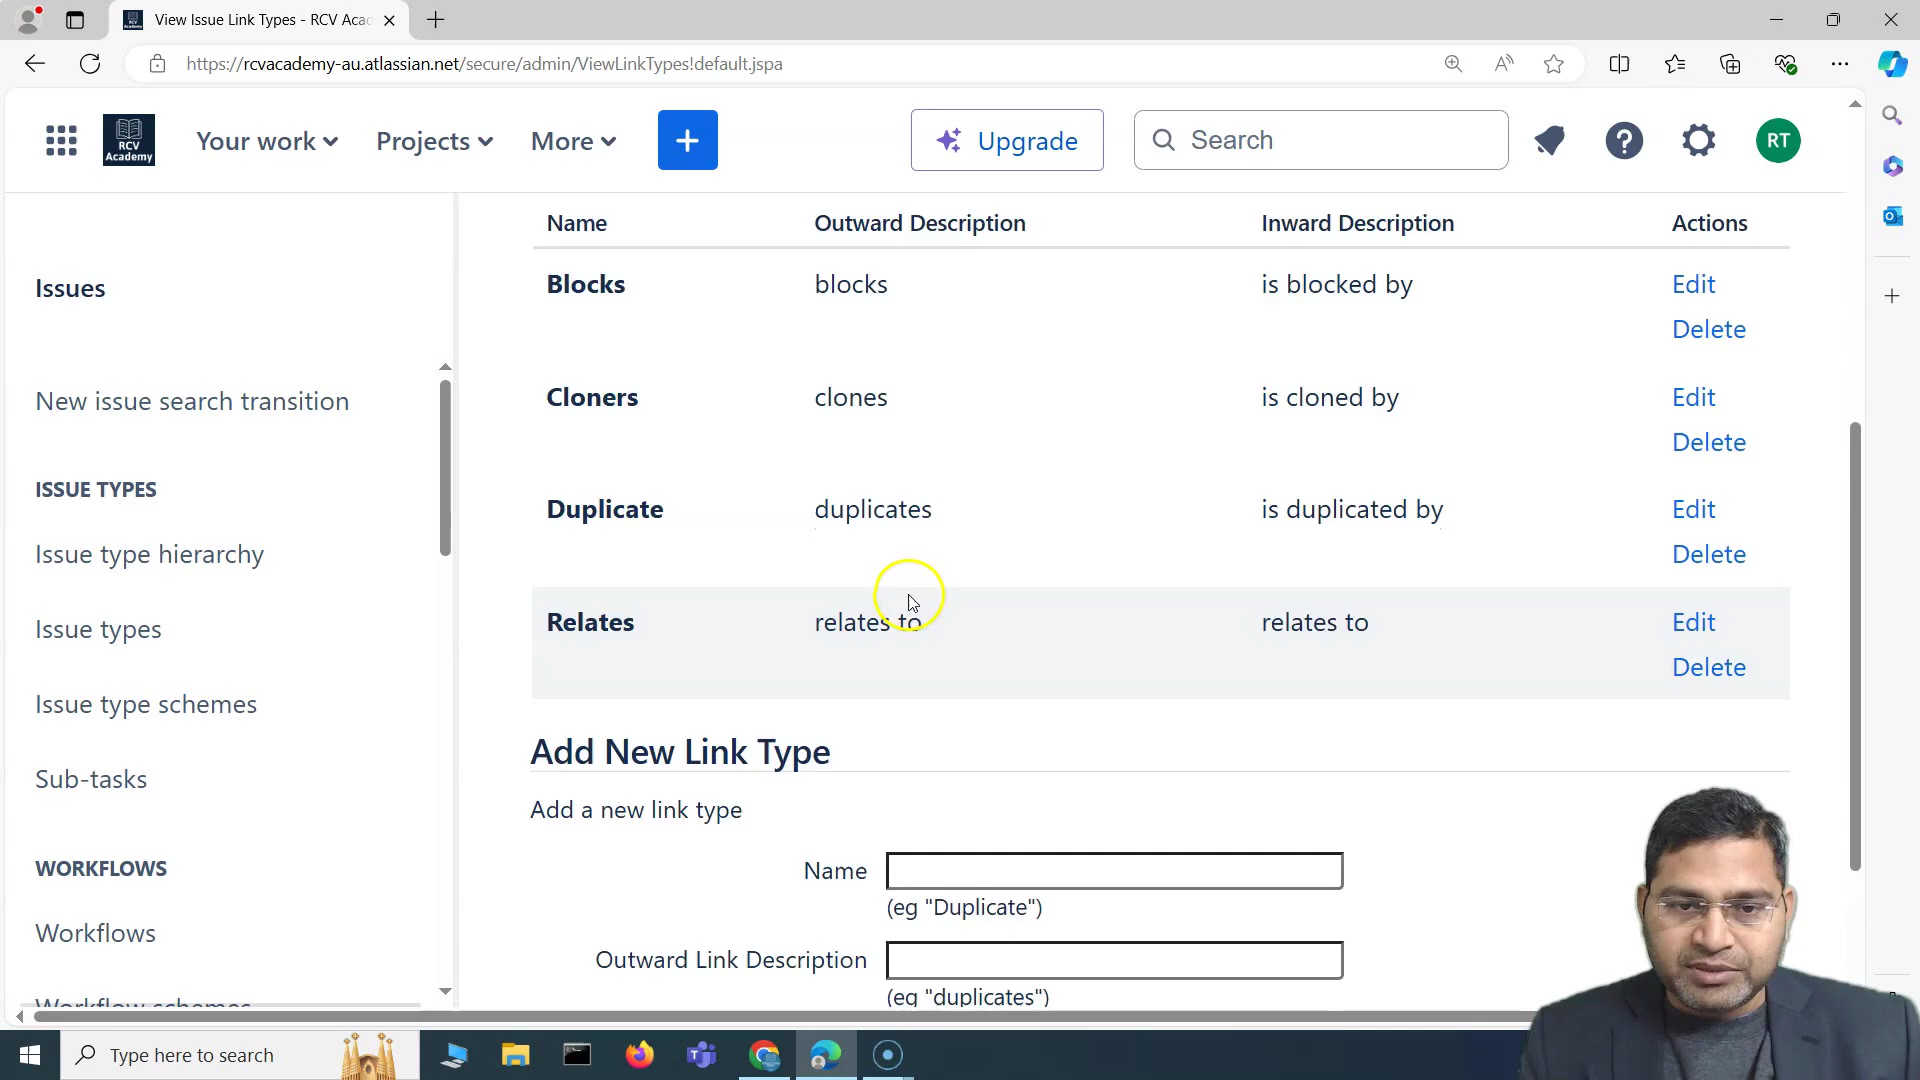 View Issue Link Types - RCV Aca
https://rcvacademy-au.atlassian.net/secure/admin/ViewLinkTypes!default.jspa
RCV
Academy
Your work
Projects
More
Upgrade
Search
RT
Issues
New issue search transition
ISSUE TYPES
Issue type hierarchy
Issue types
Issue type schemes
Sub-tasks
WORKFLOWS
Workflows
Workflow schemes
Name Outward Description Inward Description Actions
Blocks blocks is blocked by Edit
Delete
Cloners clones is cloned by Edit
Delete
Duplicate duplicates is duplicated by Edit
Delete
Relates relates to relates to Edit
Delete
Add New Link Type
Add a new link type
Name
(eg "Duplicate")
Outward Link Description
(eg "duplicates")
Type here to search